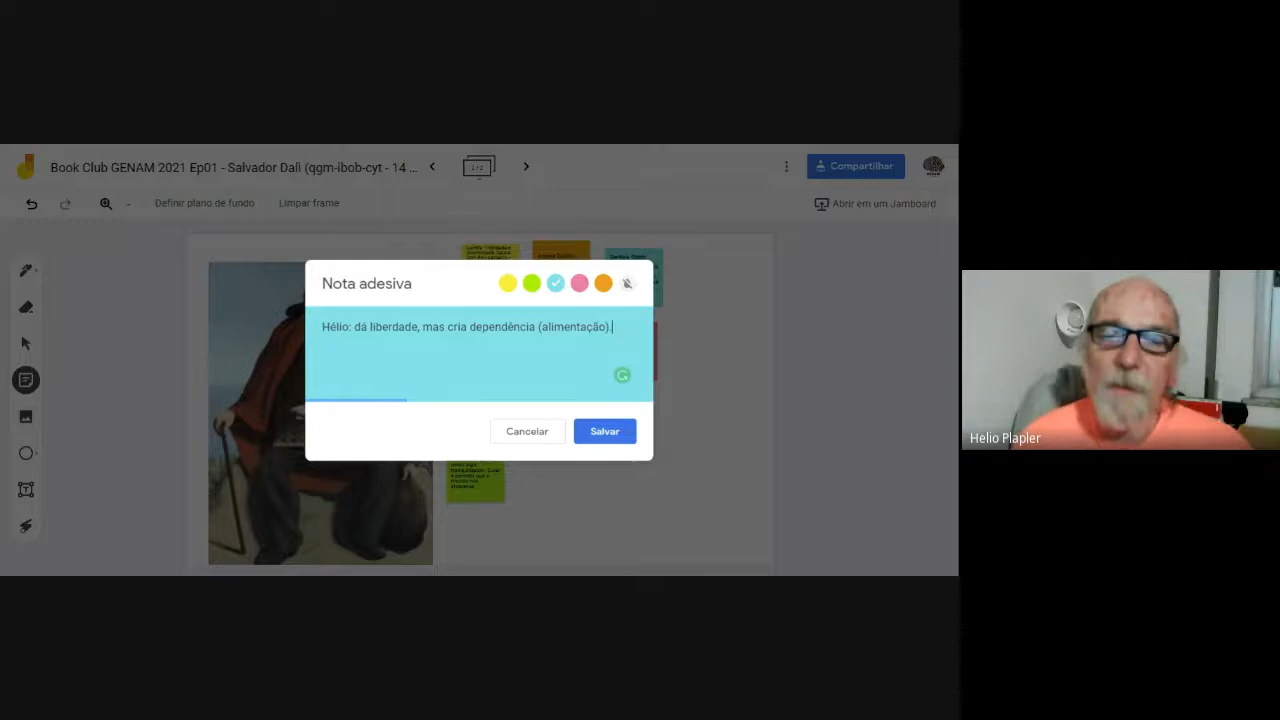 Book Club GENAM 2021 Ep01 - Salvador Dalí (qgm-ibob-cyt - 14 ...
Compartilhar
Definir plano de fundo
Limpar frame
Abrir em um Jamboard
Nota adesiva
Hélio: dá liberdade, mas cria dependência (alimentação).
Cancelar
Salvar
Helio Plapler